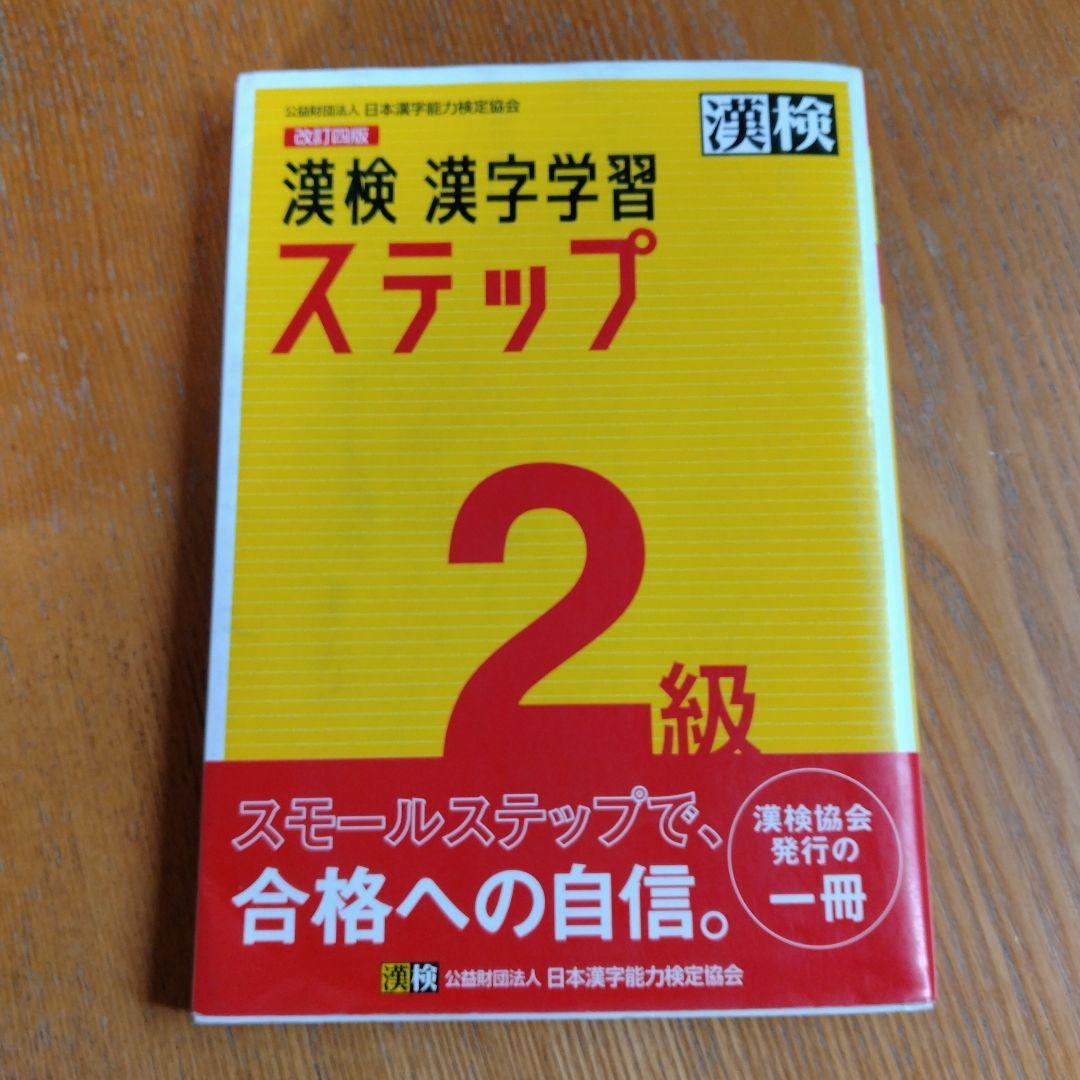 公益財団法人 日本漢字能力検定協会
漢検
改訂四版
漢検 漢字学習
ステップ
2級
スモールステップで、
合格への自信。
漢検協会
発行の
一冊
漢検 公益財団法人 日本漢字能力検定協会